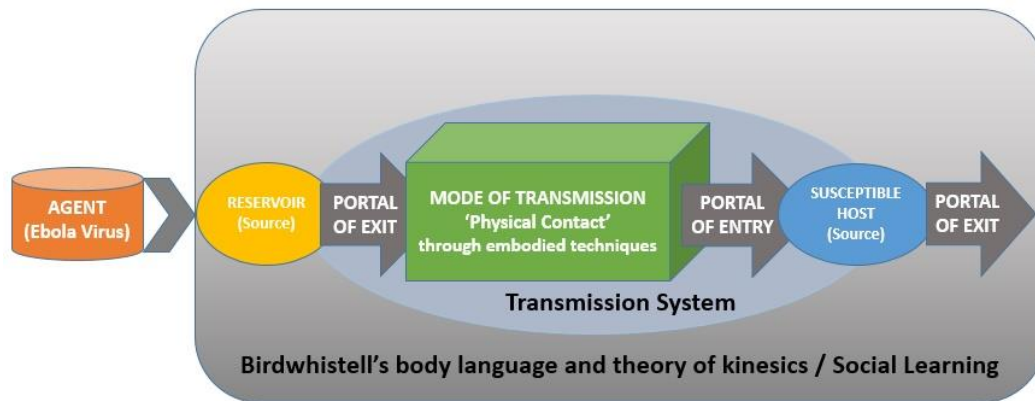 AGENT
(Ebola Virus)
RESERVOIR
(Source)
PORTAL
OF EXIT
MODE OF TRANSMISSION
‘Physical Contact’
through embodied techniques
PORTAL
OF ENTRY
SUSCEPTIBLE
HOST
(Source)
PORTAL
OF EXIT
Transmission System
Birdwhistell’s body language and theory of kinesics / Social Learning